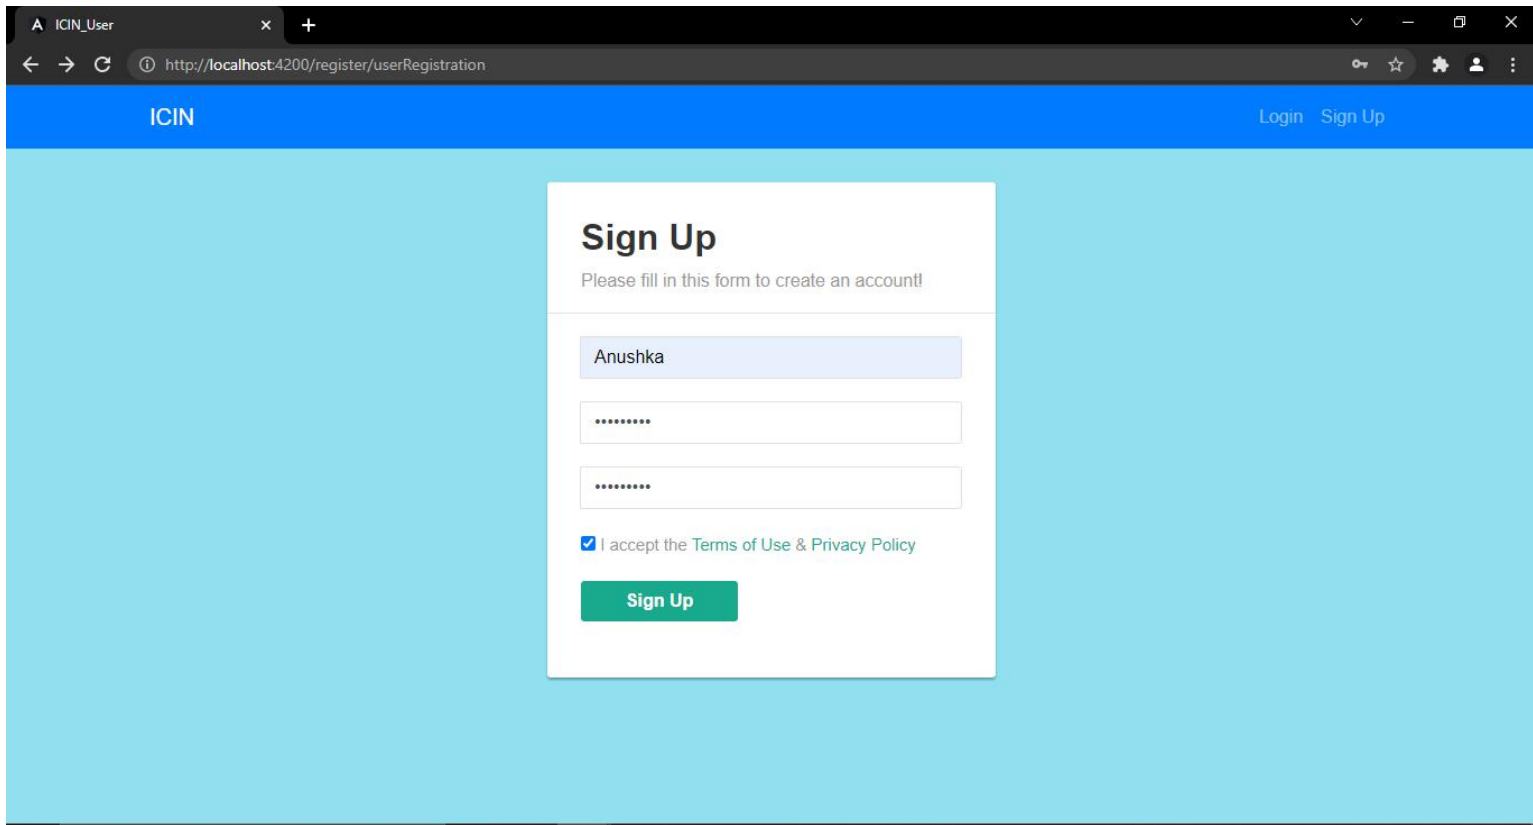 ICIN_User
http://localhost:4200/register/userRegistration
ICIN
Login Sign Up
Sign Up
Please fill in this form to create an account!
Anushka
•••••••••
•••••••••
I accept the Terms of Use & Privacy Policy
Sign Up